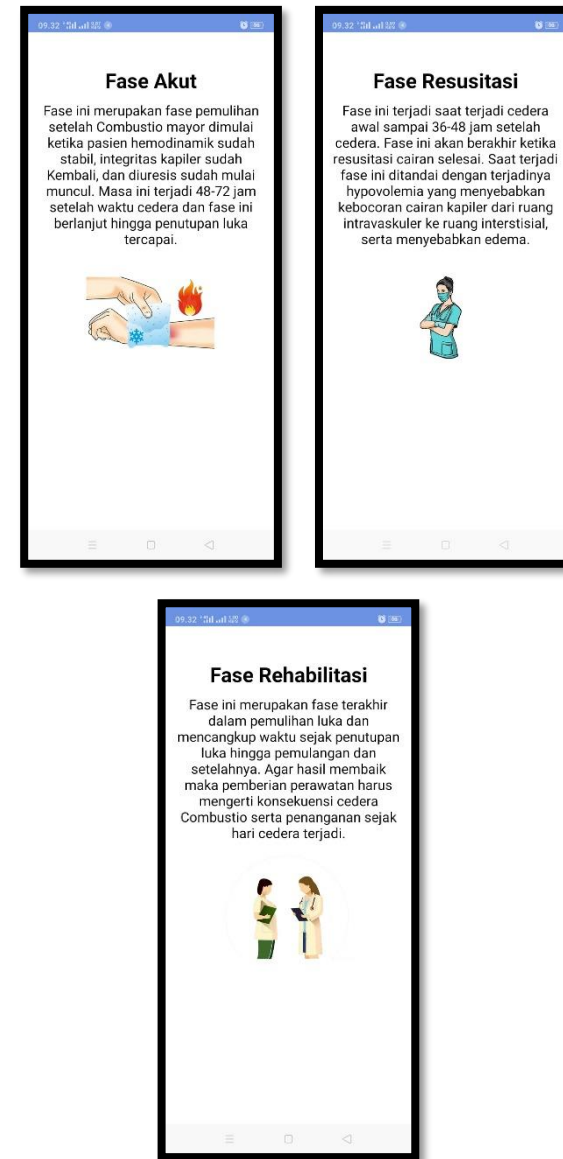 09.32
Fase Akut
Fase ini merupakan fase pemulihan
setelah Combustio mayor dimulai
ketika pasien hemodinamik sudah
stabil, integritas kapiler sudah
Kembali, dan diuresis sudah mulai
muncul. Masa ini terjadi 48-72 jam
setelah waktu cedera dan fase ini
berlanjut hingga penutupan luka
tercapai.
09.32
Fase Resusitasi
Fase ini terjadi saat terjadi cedera
awal sampai 36-48 jam setelah
cedera. Fase ini akan berakhir ketika
resusitasi cairan selesai. Saat terjadi
fase ini ditandai dengan terjadinya
hypovolemia yang menyebabkan
kebocoran cairan kapiler dari ruang
intravaskuler ke ruang interstisial,
serta menyebabkan edema.
09.32
Fase Rehabilitasi
Fase ini merupakan fase terakhir
dalam pemulihan luka dan
mencangkup waktu sejak penutupan
luka hingga pemulangan dan
setelahnya. Agar hasil membaik
maka pemberian perawatan harus
mengerti konsekuensi cedera
Combustio serta penanganan sejak
hari cedera terjadi.